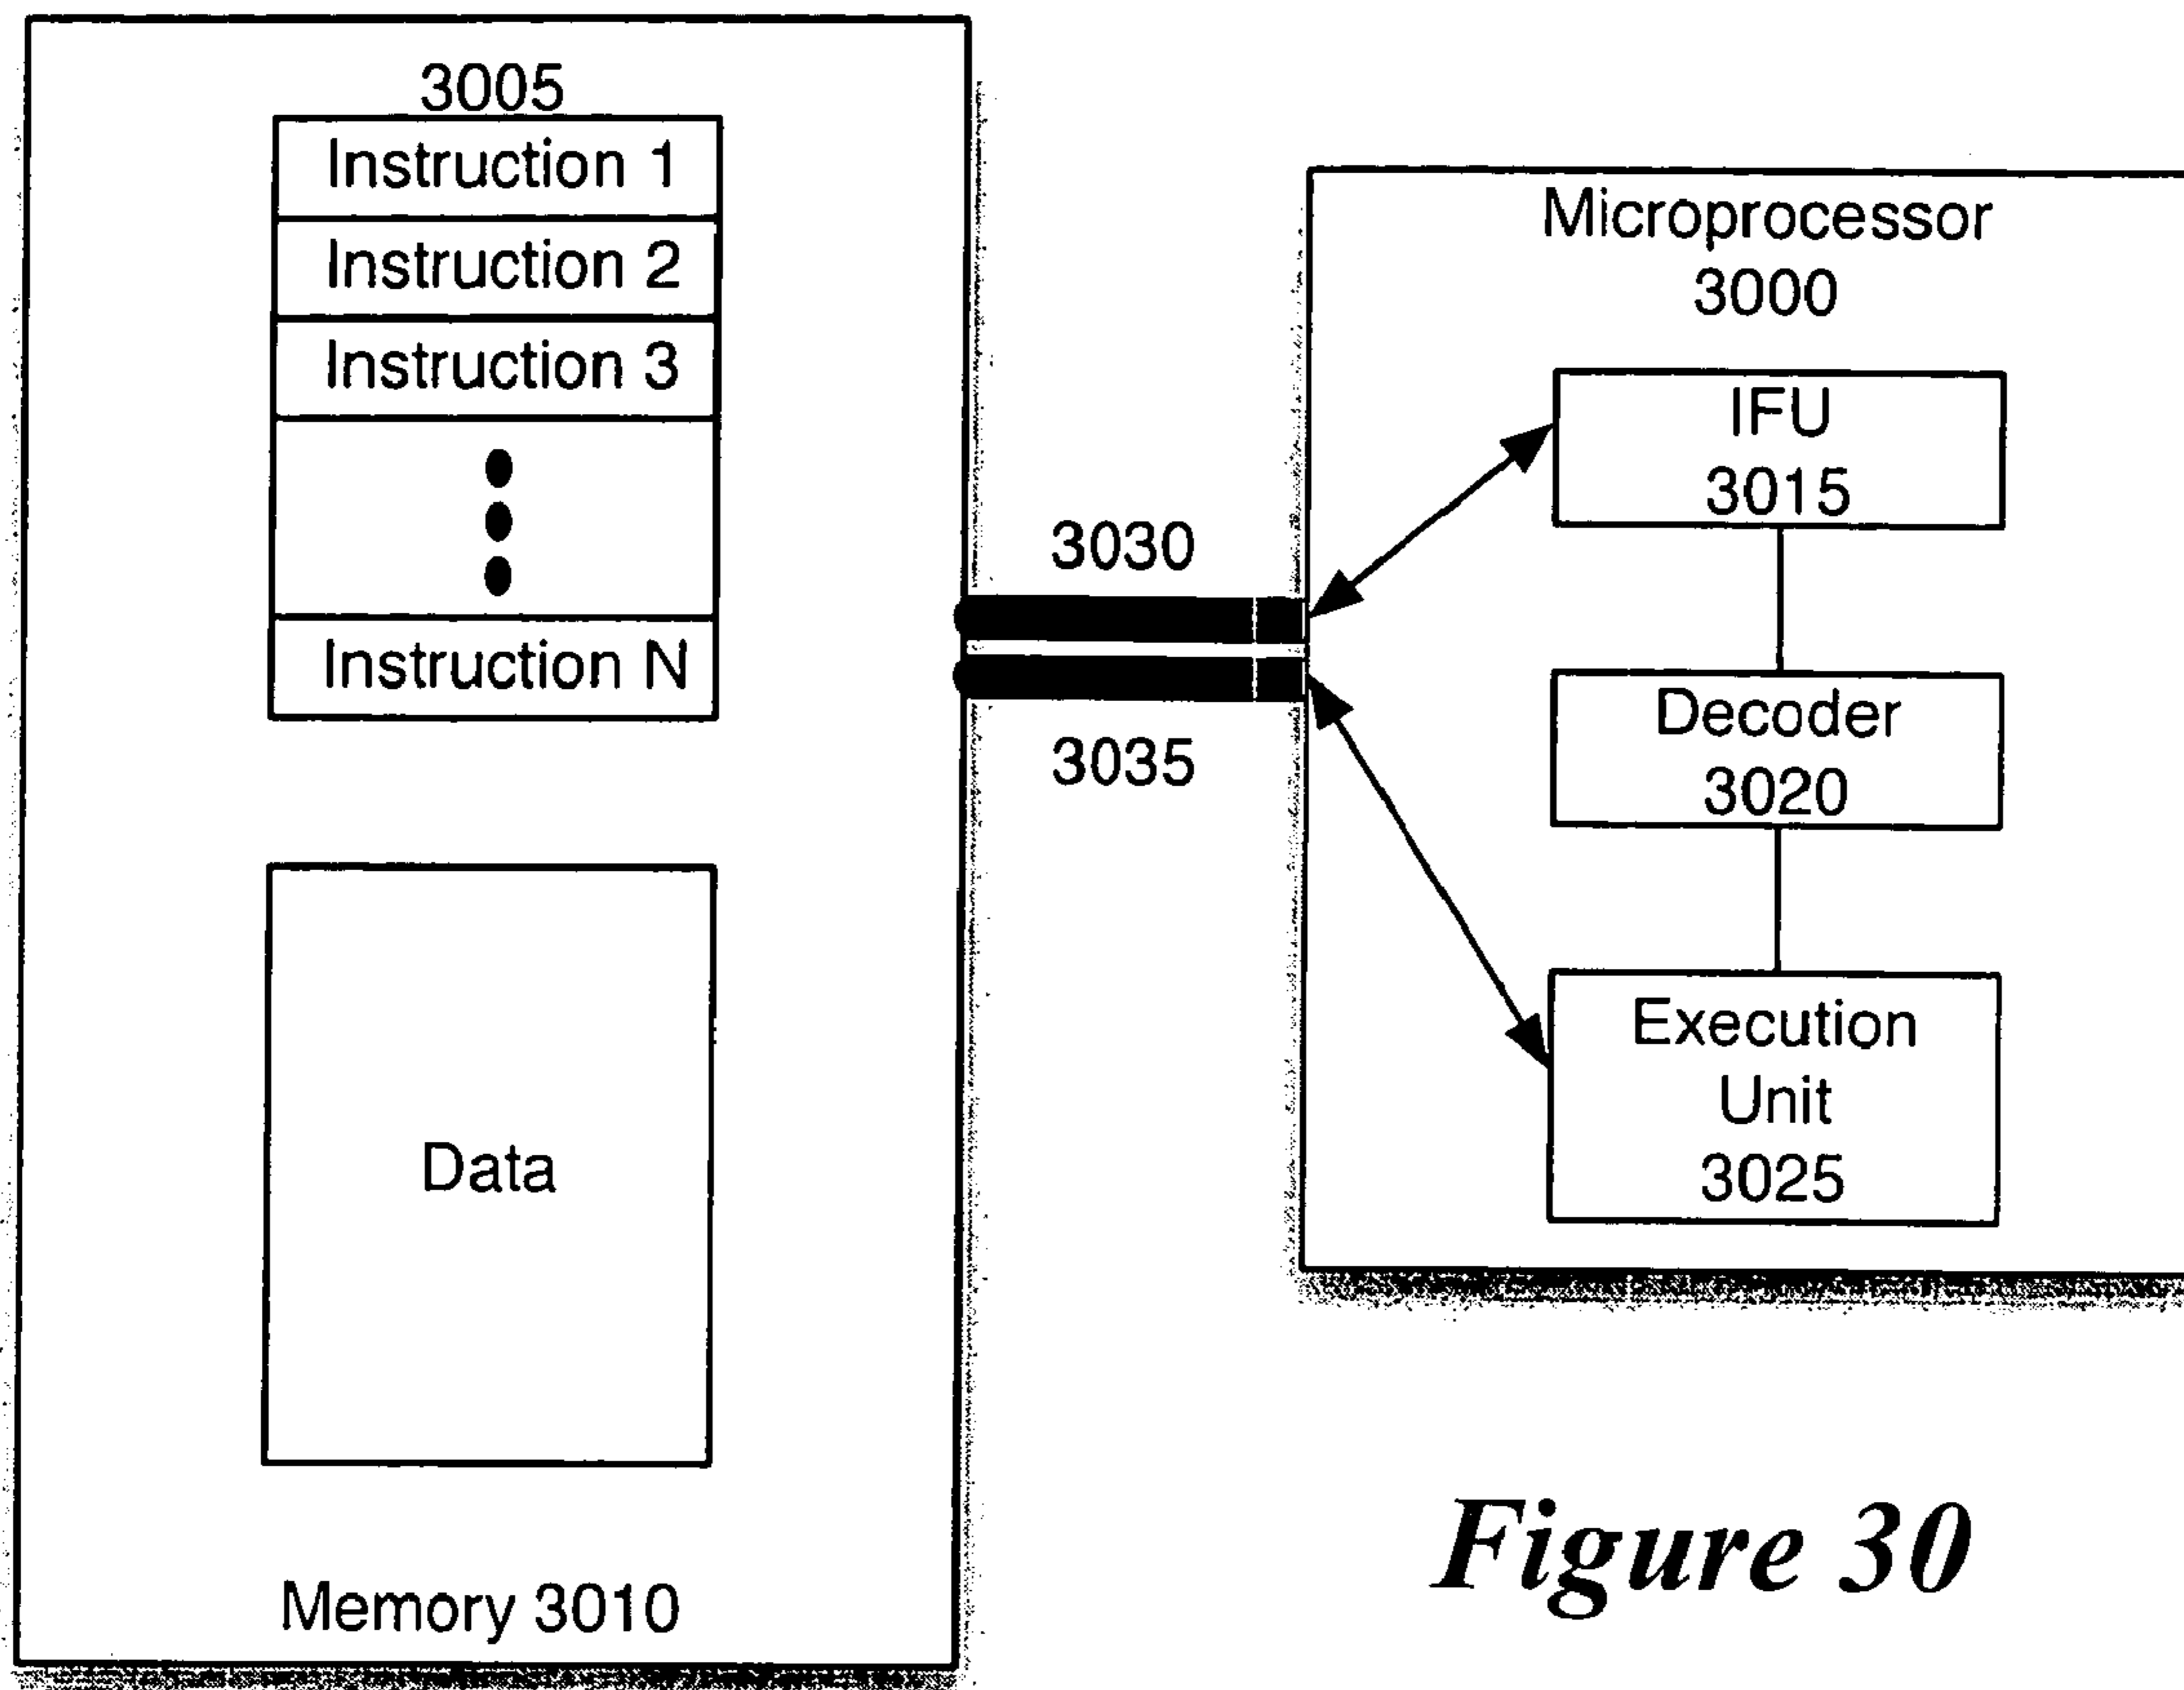 3005
Instruction 1
Instruction 2
Instruction 3
Instruction N
Data
Memory 3010
3030
3035
Microprocessor
3000
IFU
3015
Decoder
3020
Execution
Unit
3025
Figure 30